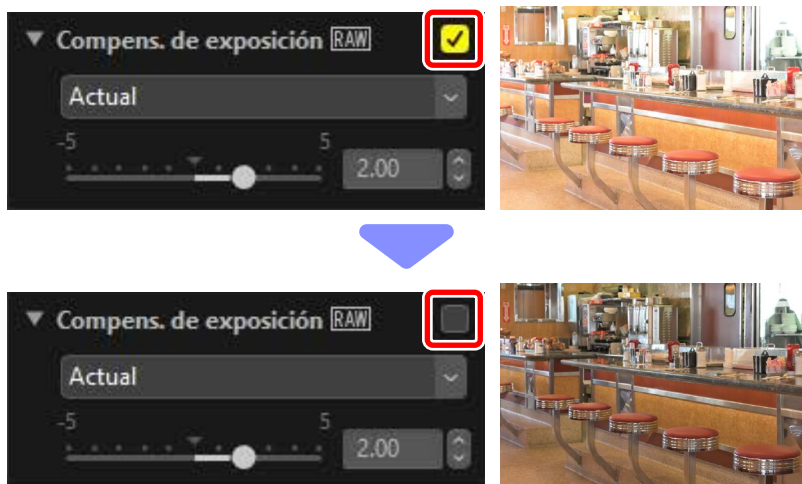 Compens. de exposición RAW
Actual
-5 5
2.00
Compens. de exposición RAW
Actual
-5 5
2.00